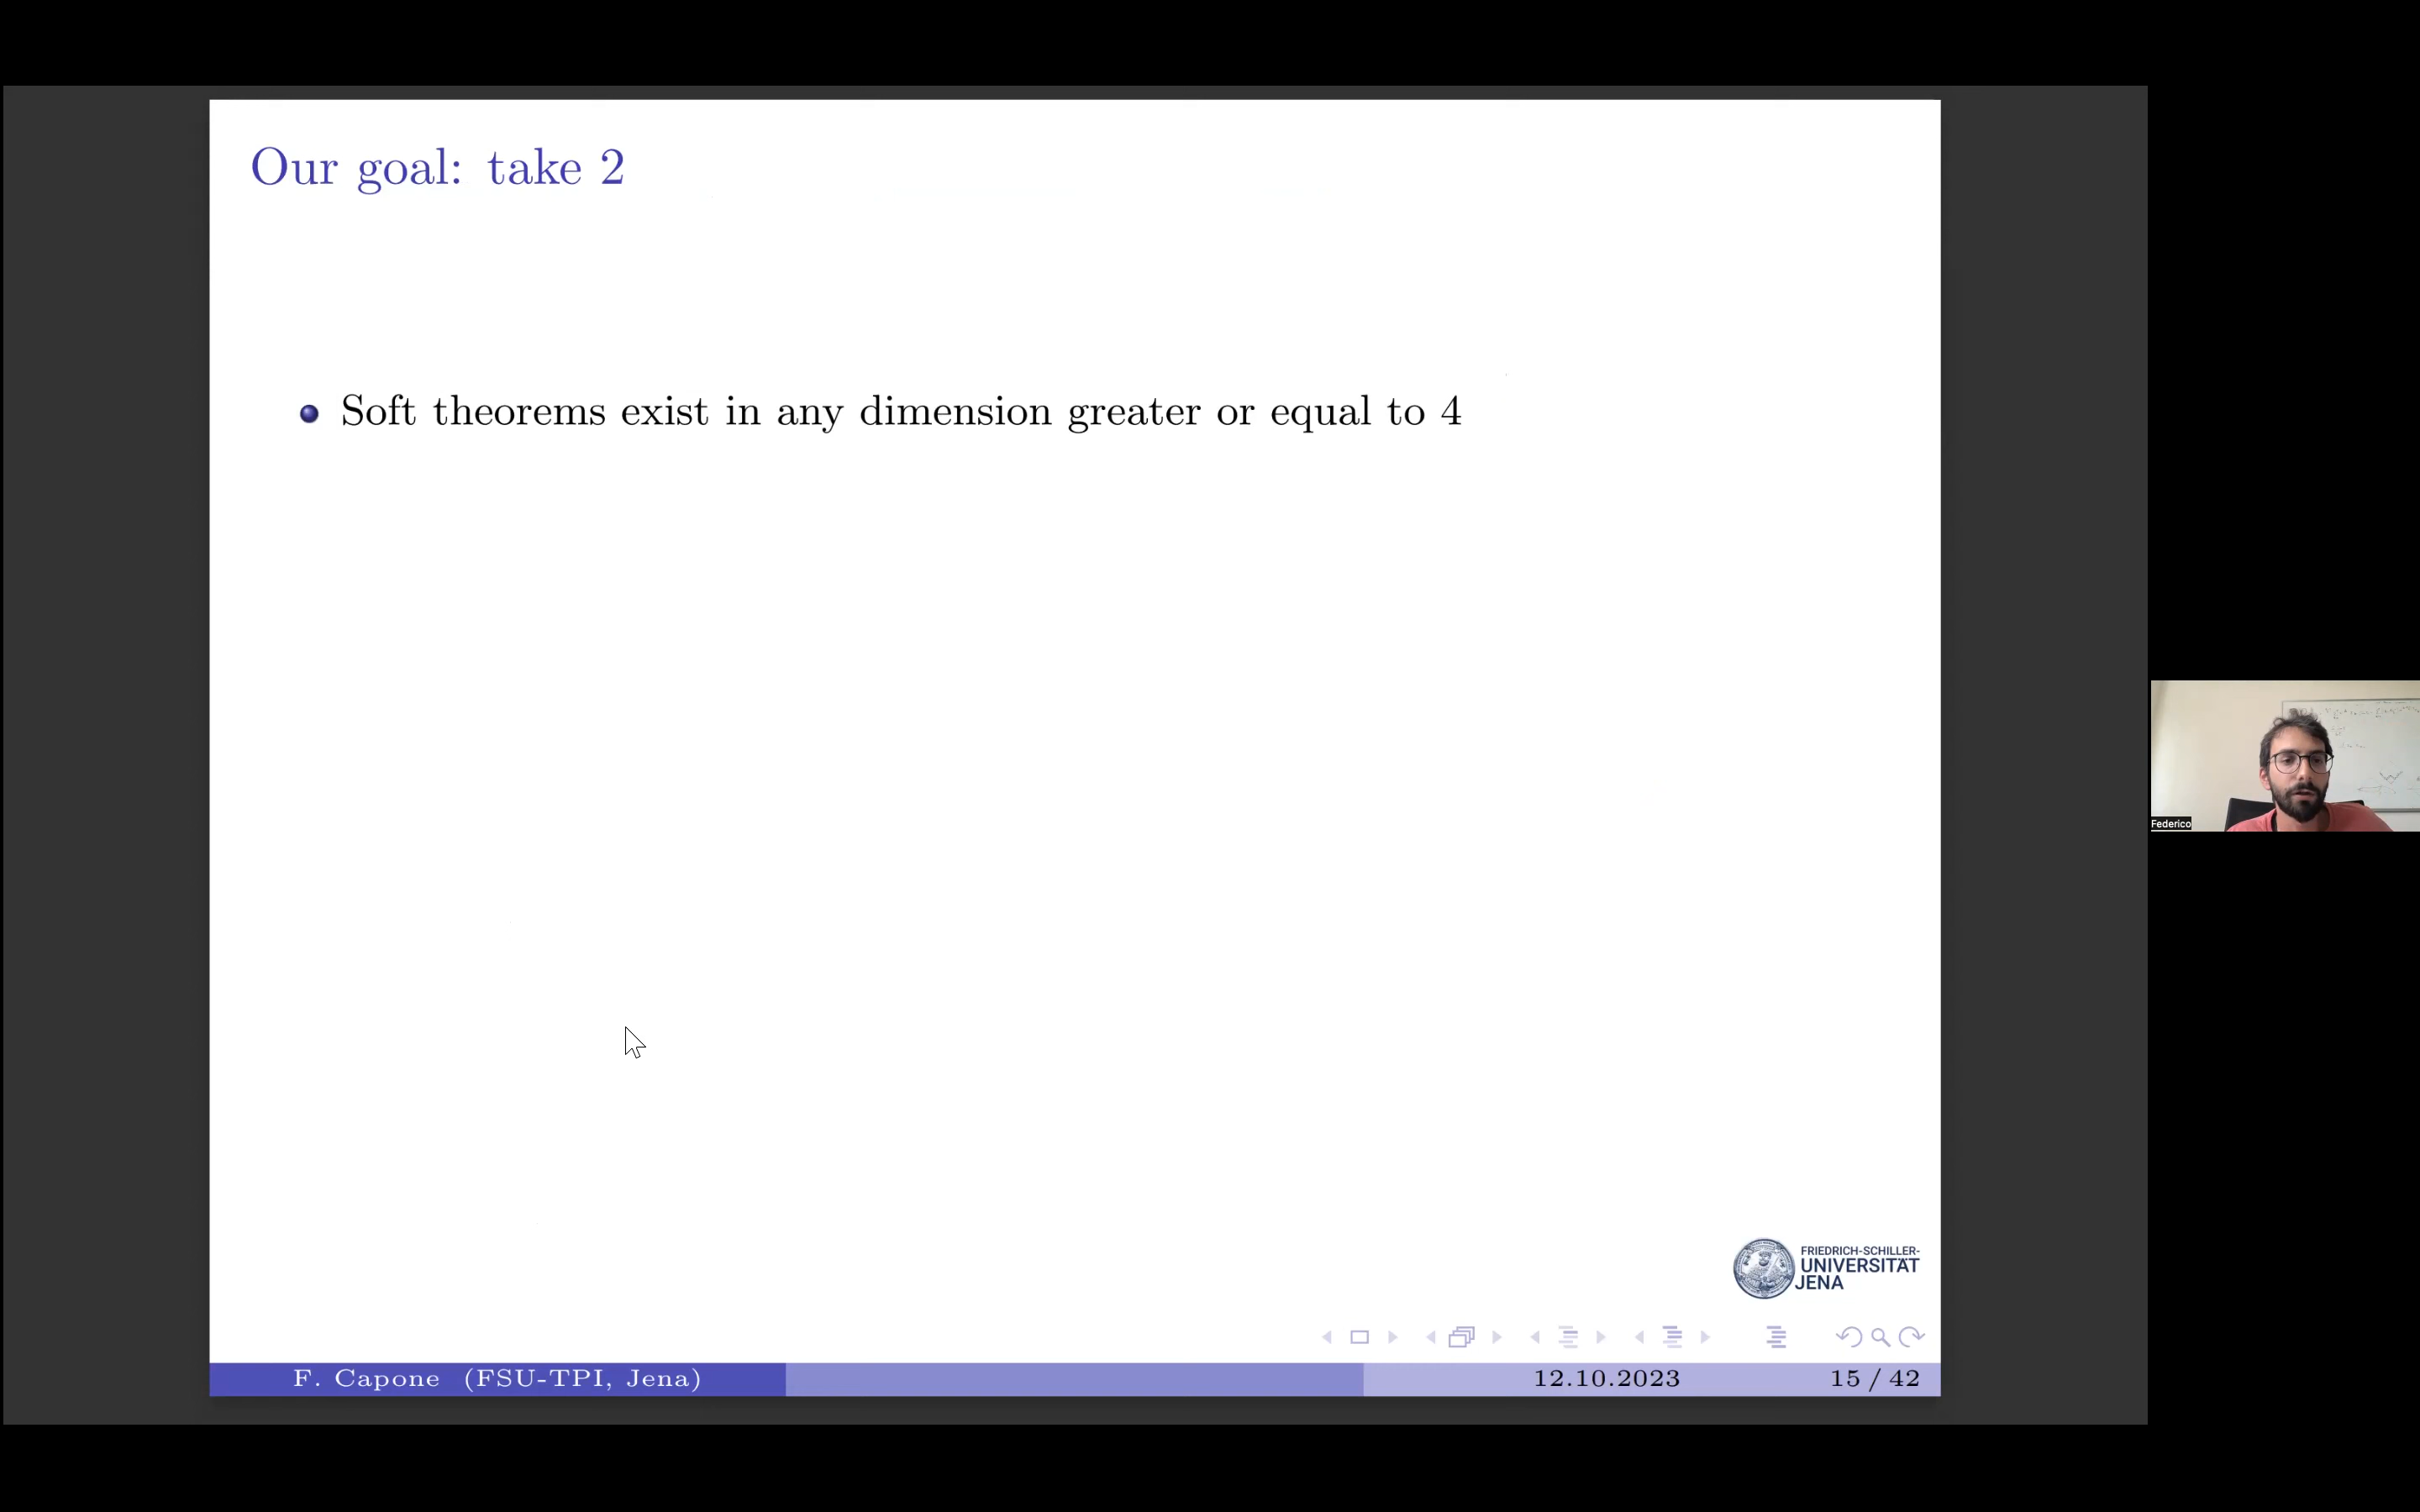 Our goal: take 2
Soft theorems exist in any dimension greater or equal to 4
Federico
FRIEDRICH-SCHILLER-
UNIVERSITÄT
JENA
F. Capone (FSU-TPI, Jena)
12.10.2023
15 / 42